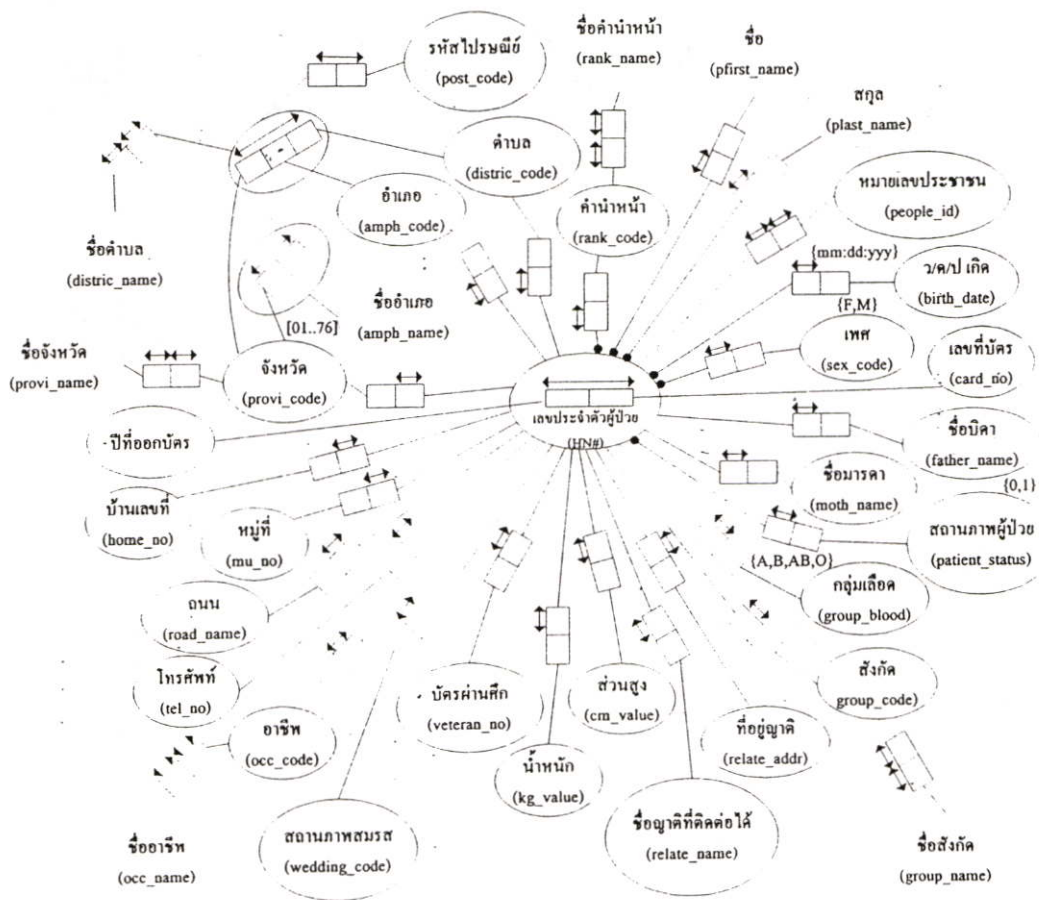 ชื่อคำนำหน้า
(rank_name)
ชื่อ
(pfirst_name)
รหัสไปรษณีย์
(post_code)
สกุล
(plast_name)
ตำบล
(distric_code)
หมายเลขประชาชน
(people_id)
อำเภอ
(amph_code)
คำนำหน้า
(rank_code)
{mm:dd:yyy}
ชื่อตำบล
(distric_name)
ว/ด/ป เกิด
(birth_date)
ชื่ออำเภอ
(amph_name)
[01..76]
{F,M}
เพศ
(sex_code)
เลขที่บัตร
(card_no)
ชื่อจังหวัด
(provi_name)
จังหวัด
(provi_code)
เลขประจำตัวผู้ป่วย
(HN#)
ปีที่ออกบัตร
ชื่อบิดา
(father_name)
ชื่อมารดา
(moth_name)
{0,1}
บ้านเลขที่
(home_no)
หมู่ที่
(mu_no)
สถานภาพผู้ป่วย
(patient_status)
{A,B,AB,O}
กลุ่มเลือด
(group_blood)
ถนน
(road_name)
โทรศัพท์
(tel_no)
บัตรผ่านศึก
(veteran_no)
ส่วนสูง
(cm_value)
สังกัด
(group_code)
อาชีพ
(occ_code)
ที่อยู่ญาติ
(relate_addr)
น้ำหนัก
(kg_value)
ชื่ออาชีพ
(occ_name)
สถานภาพสมรส
(wedding_code)
ชื่อญาติที่ติดต่อได้
(relate_name)
ชื่อสังกัด
(group_name)